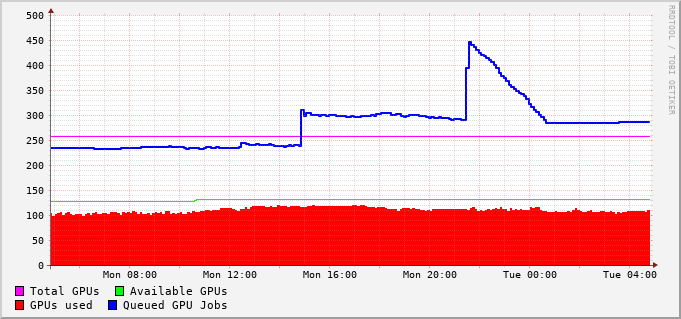 500
450
400
350
300
250
200
150
100
50
0
Mon 08:00 Mon 12:00 Mon 16:00 Mon 20:00 Tue 00:00 Tue 04:00
Total GPUs Available GPUs
GPUs used Queued GPU Jobs
RRDTOOL / TOBI OETIKER